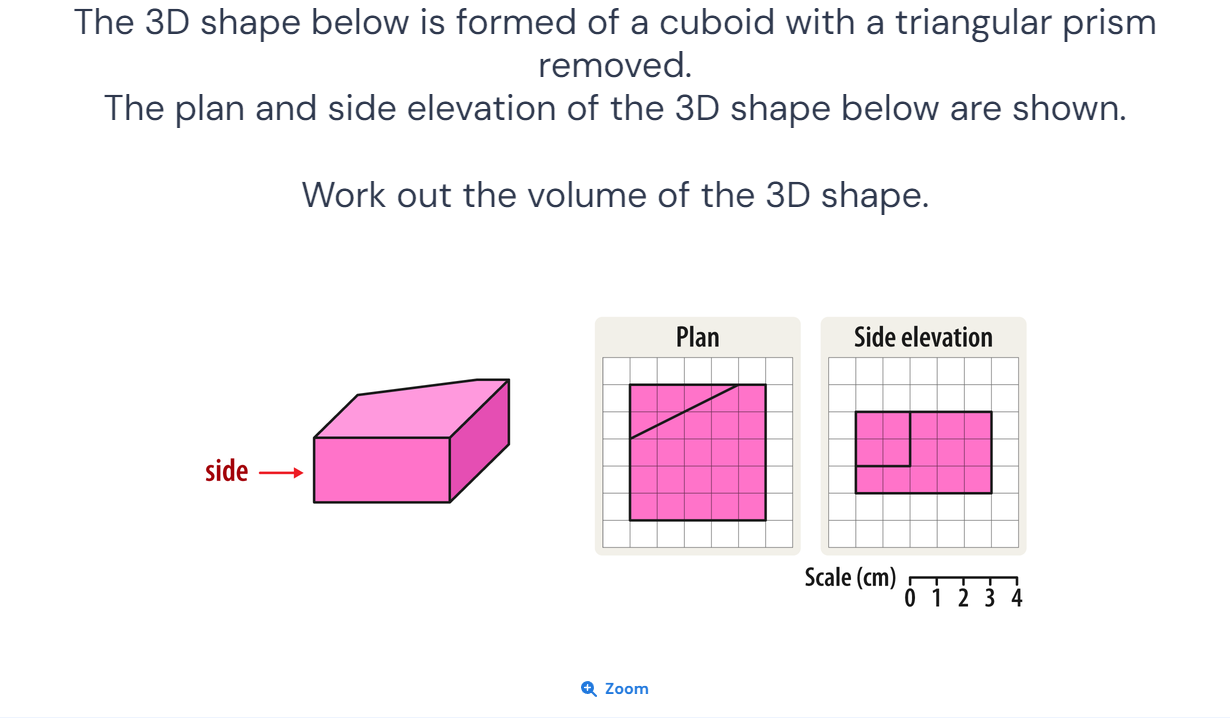 The 3D shape below is formed of a cuboid with a triangular prism
removed.
The plan and side elevation of the 3D shape below are shown.
Work out the volume of the 3D shape.
Plan
Side elevation
side
Scale (cm)
0 1 2 3 4
Zoom